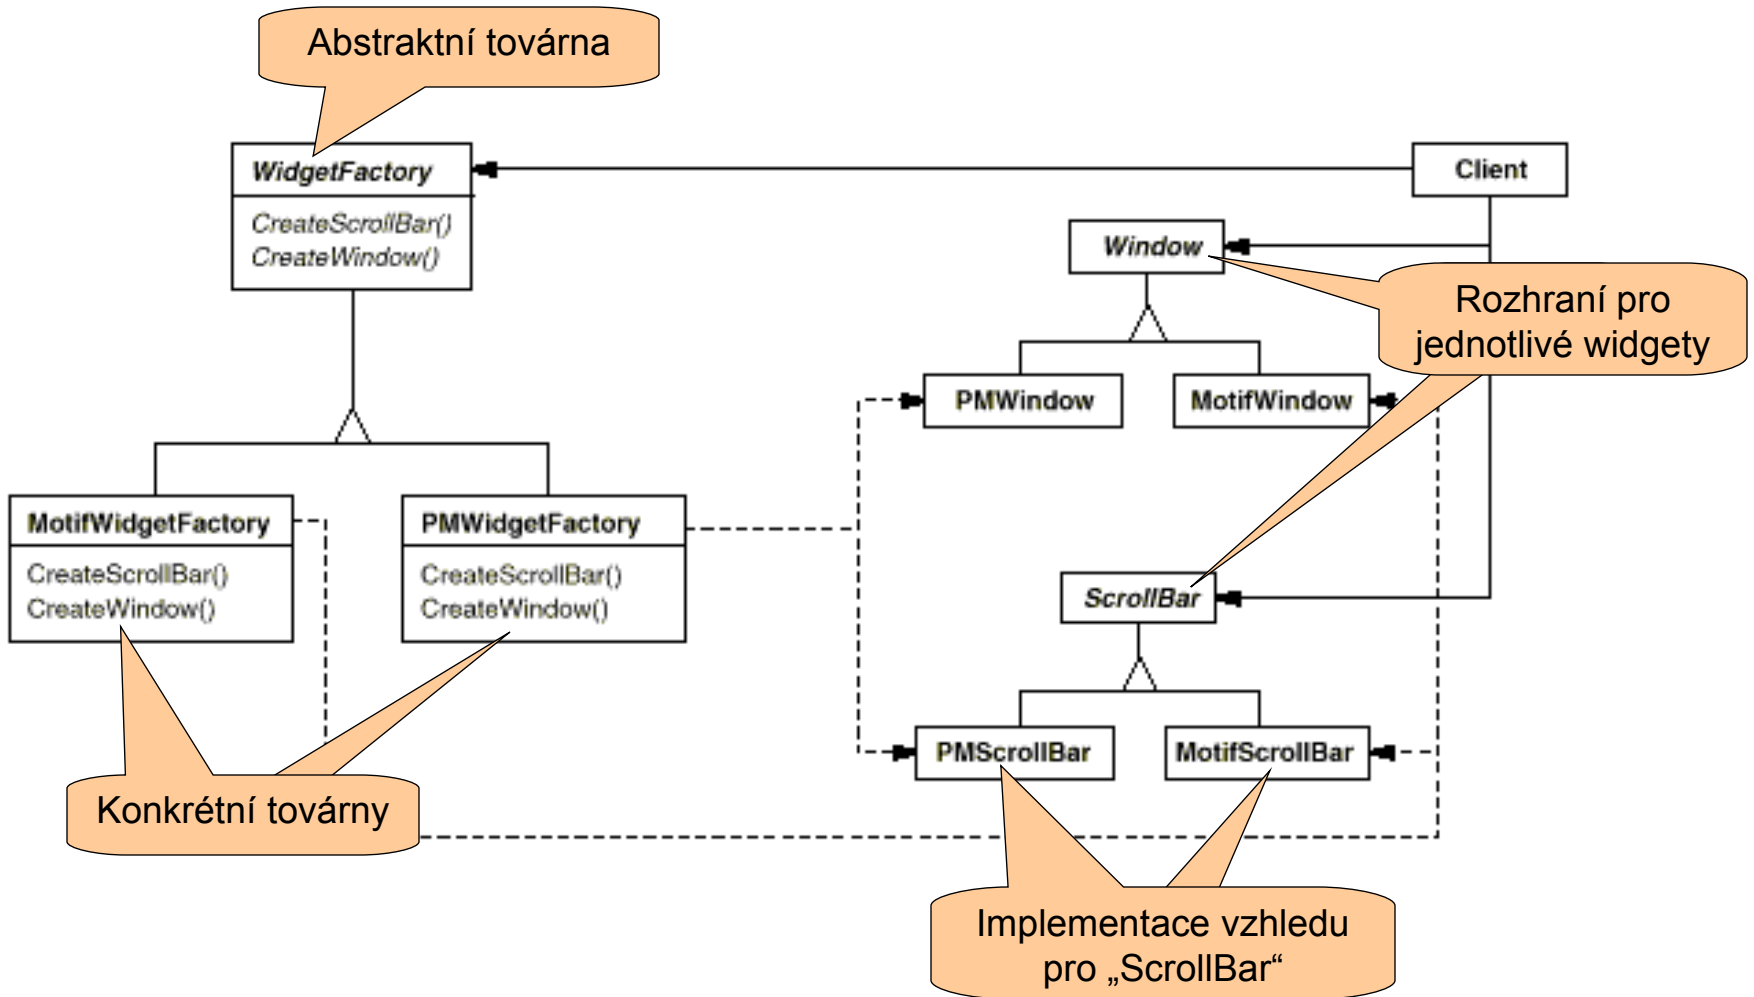 Abstraktní továrna
WidgetFactory
CreateScrollBar()
CreateWindow()
Client
Window
Rozhraní pro
jednotlivé widgety
PMWindow
MotifWindow
MotifWidgetFactory
CreateScrollBar()
CreateWindow()
PMWidgetFactory
CreateScrollBar()
CreateWindow()
ScrollBar
PMScrollBar
MotifScrollBar
Konkrétní továrny
Implementace vzhledu
pro „ScrollBar“